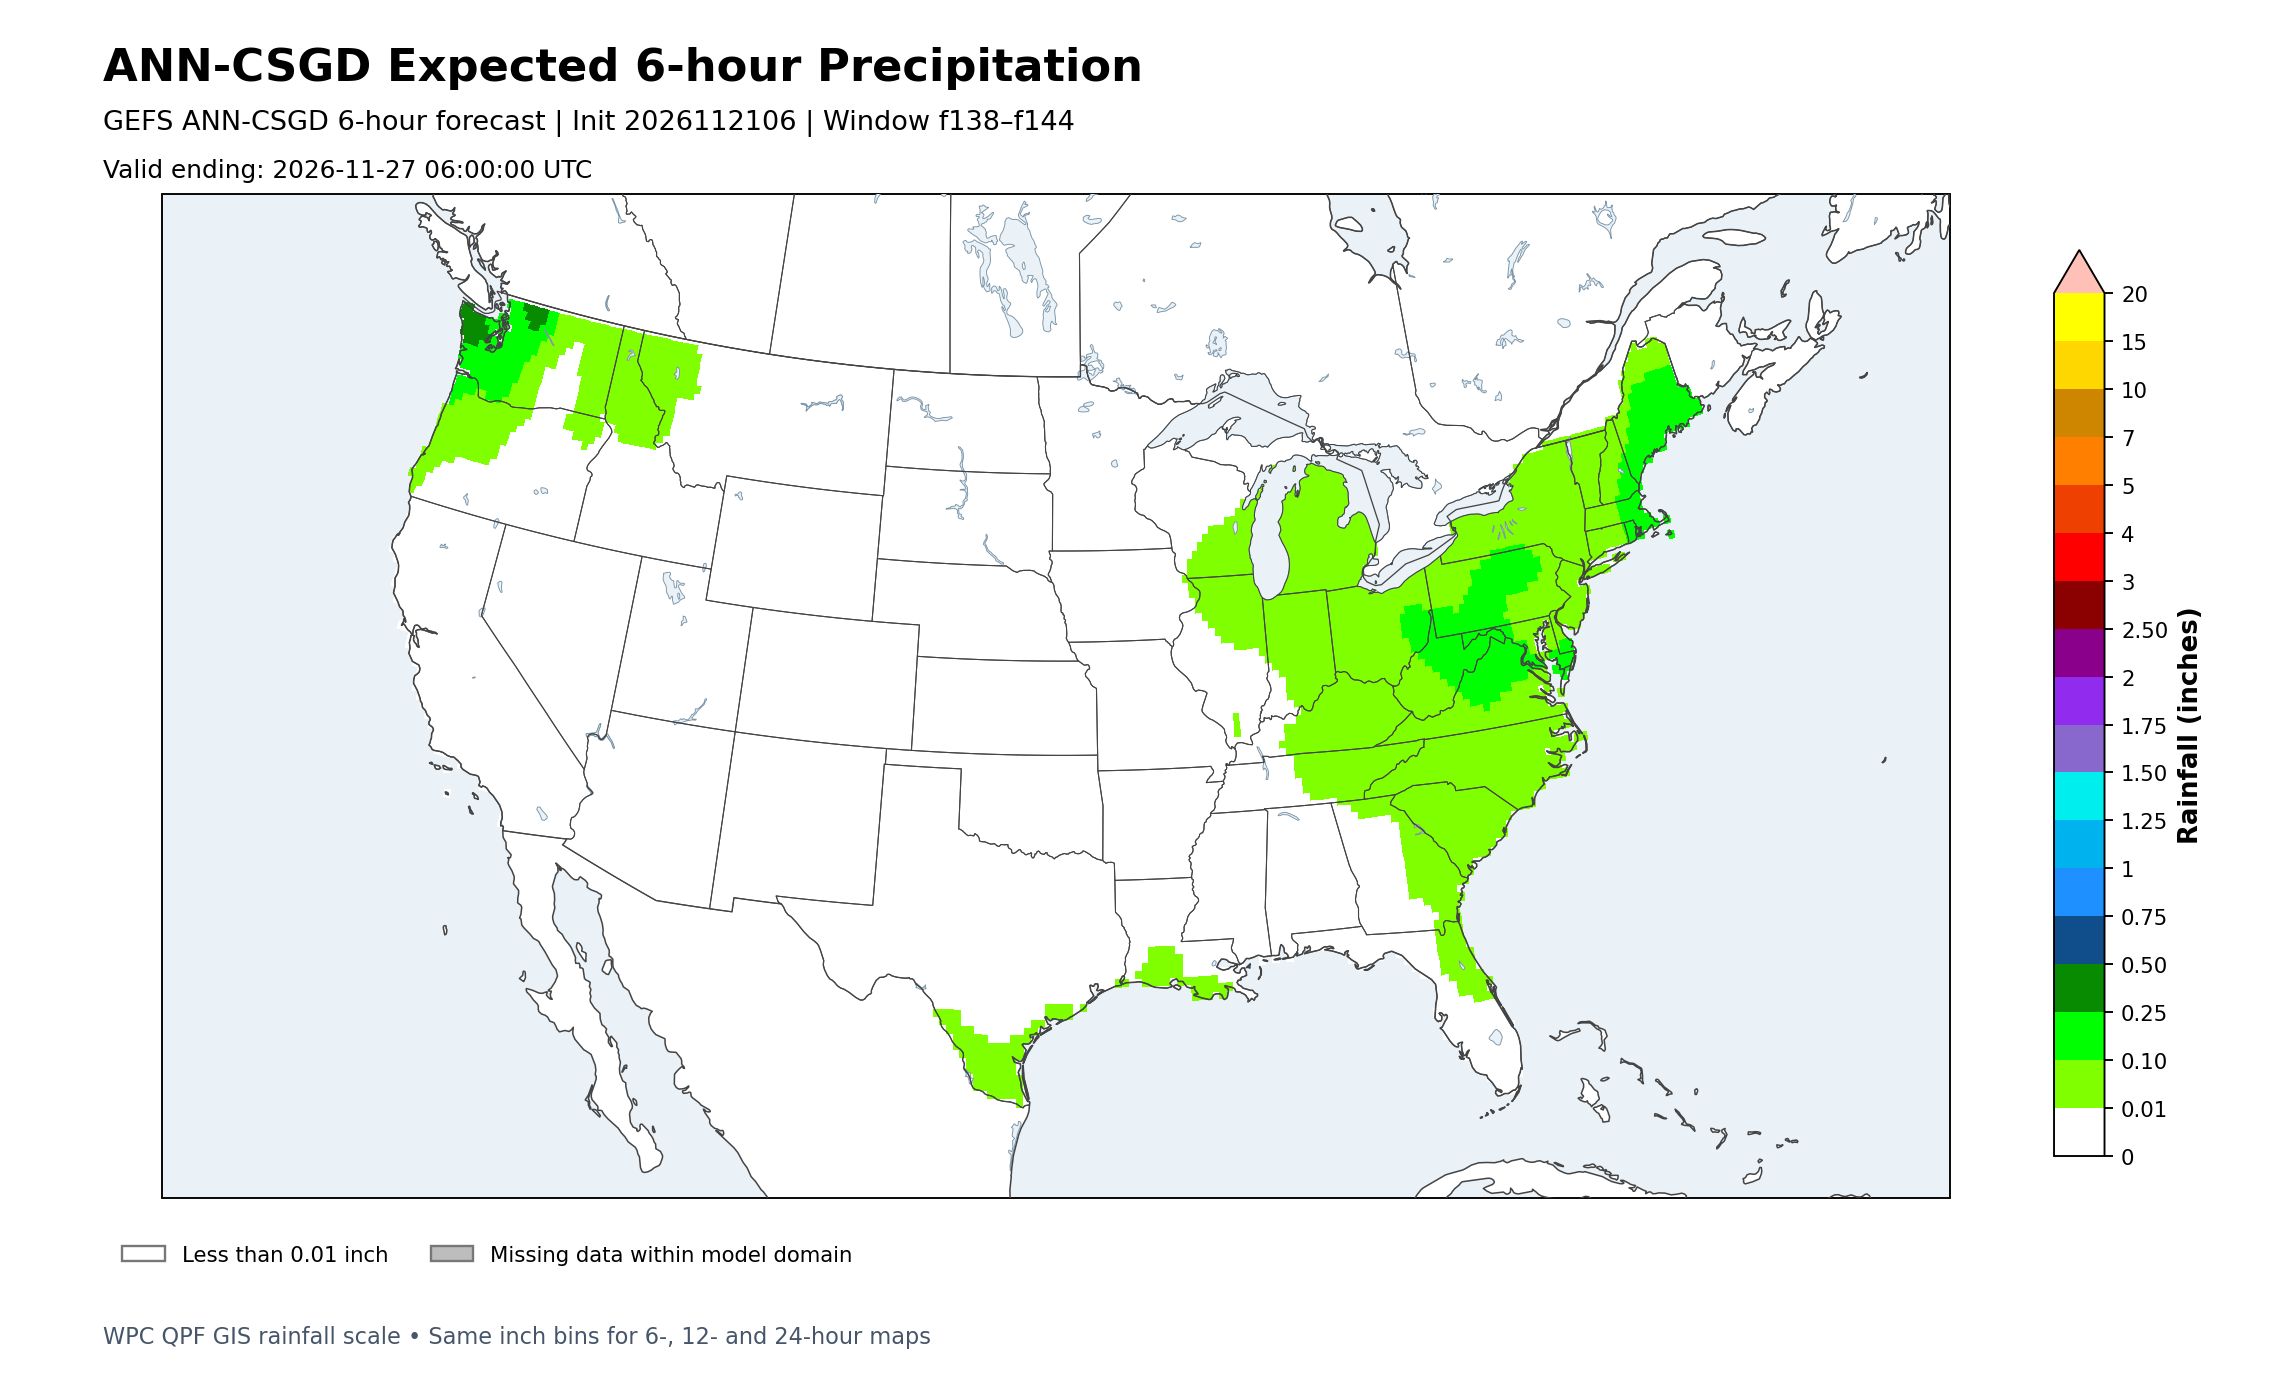 ANN-CSGD Expected 6-hour Precipitation
GEFS ANN-CSGD 6-hour forecast | Init 2026112106 | Window f138–f144
Valid ending: 2026-11-27 06:00:00 UTC
20
15
10
7
5
4
3
2.50
2
1.75
1.50
1.25
1
0.75
0.50
0.25
0.10
0.01
0
Rainfall (inches)
Less than 0.01 inch
Missing data within model domain
WPC QPF GIS rainfall scale • Same inch bins for 6-, 12- and 24-hour maps